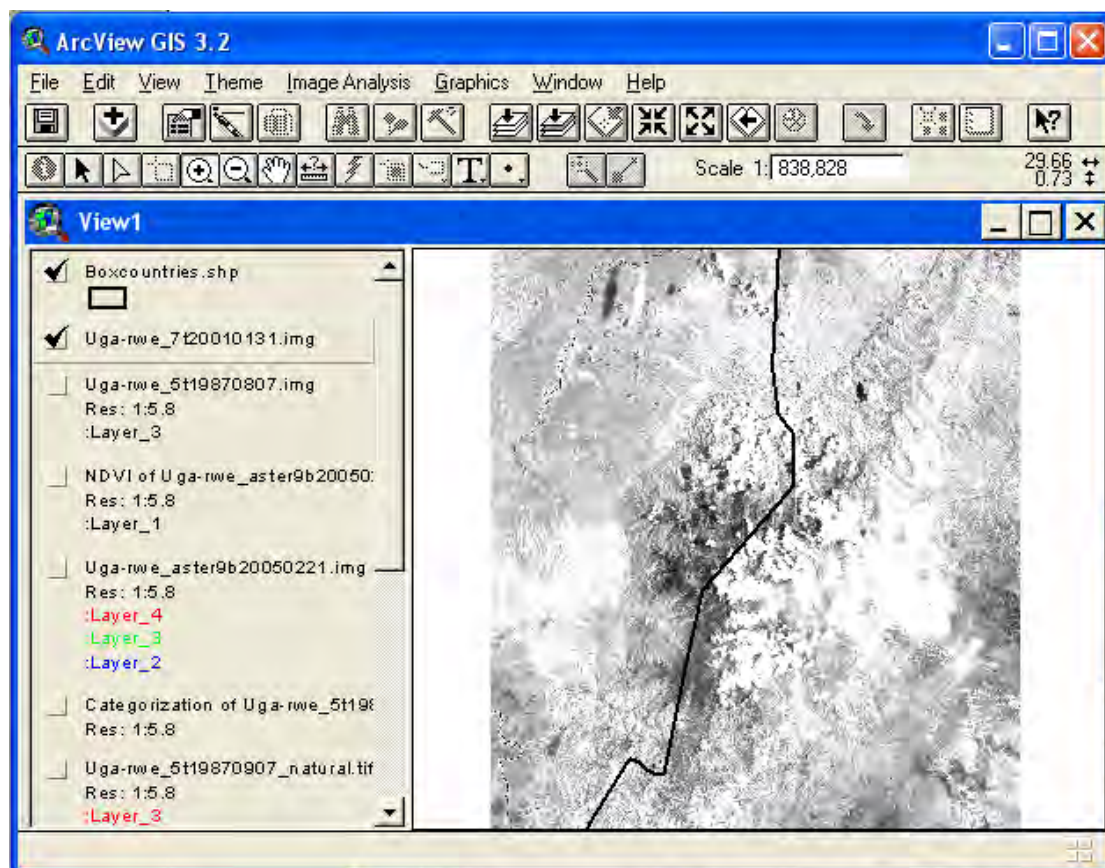 ArcView GIS 3.2
File Edit View Theme Image Analysis Graphics Window Help
Scale 1: 838,828
29.66
0.73
View1
Boxcountries.shp
Uga-rwe_7t20010131.img
Uga-rwe_5t19870807.img
Res: 1:5.8
:Layer_3
NDVI of Uga-rwe_aster9b20050:
Res: 1:5.8
:Layer_1
Uga-rwe_aster9b20050221.img
Res: 1:5.8
:Layer_4
:Layer_3
:Layer_2
Categorization of Uga-rwe_5t198
Res: 1:5.8
Uga-rwe_5t19870907_natural.tif
Res: 1:5.8
:Layer_3